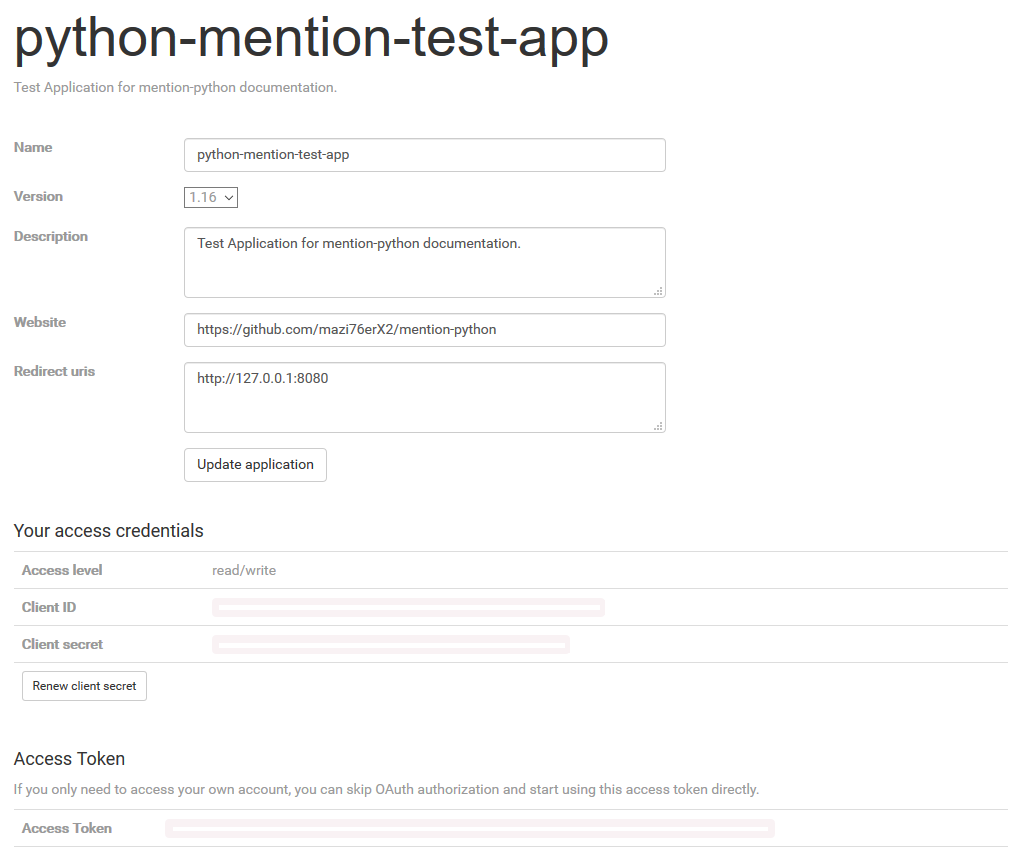 python-mention-test-app
Test Application for mention-python documentation.
Name
python-mention-test-app
Version
1.16
Description
Test Application for mention-python documentation.
Website
https://github.com/mazi76erX2/mention-python
Redirect uris
http://127.0.0.1:8080
Update application
Your access credentials
Access level read/write
Client ID
Client secret
Renew client secret
Access Token
If you only need to access your own account, you can skip OAuth authorization and start using this access token directly.
Access Token